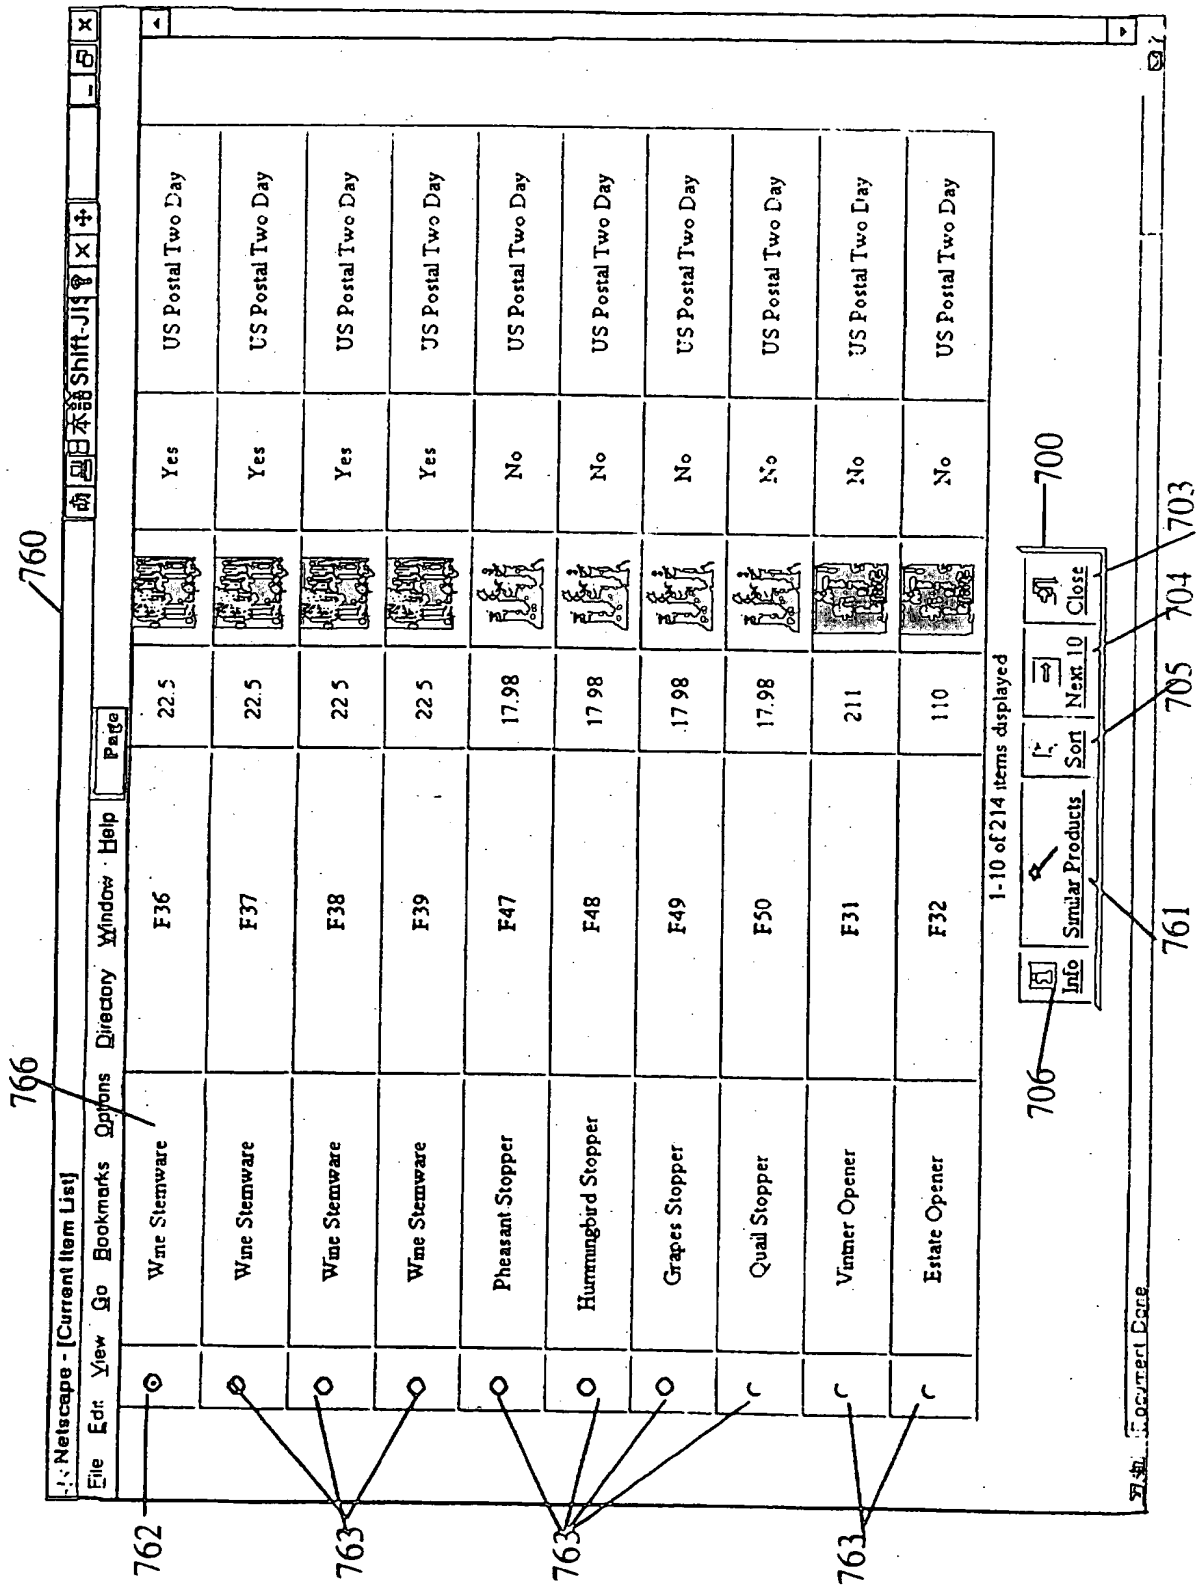 760
766
Netscape - [Current Item List]
日本語 Shift-JIS
File Edit View Go Bookmarks Options Directory Window Help
Page
Wine Stemware F36 22.5 Yes US Postal Two Day
Wine Stemware F37 22.5 Yes US Postal Two Day
Wine Stemware F38 22 5 Yes US Postal Two Day
Wine Stemware F39 22 5 Yes US Postal Two Day
Pheasant Stopper F47 17.98 No US Postal Two Day
Hummingbird Stopper F48 17 98 No US Postal Two Day
Grapes Stopper F49 17 98 No US Postal Two Day
Quail Stopper F50 17.98 No US Postal Two Day
Vintner Opener F31 211 No US Postal Two Day
Estate Opener F32 110 No US Postal Two Day
1-10 of 214 items displayed
Info Similar Products Sort Next 10 Close
Document Done
762
763
763
763
706
700
761
705
704
703